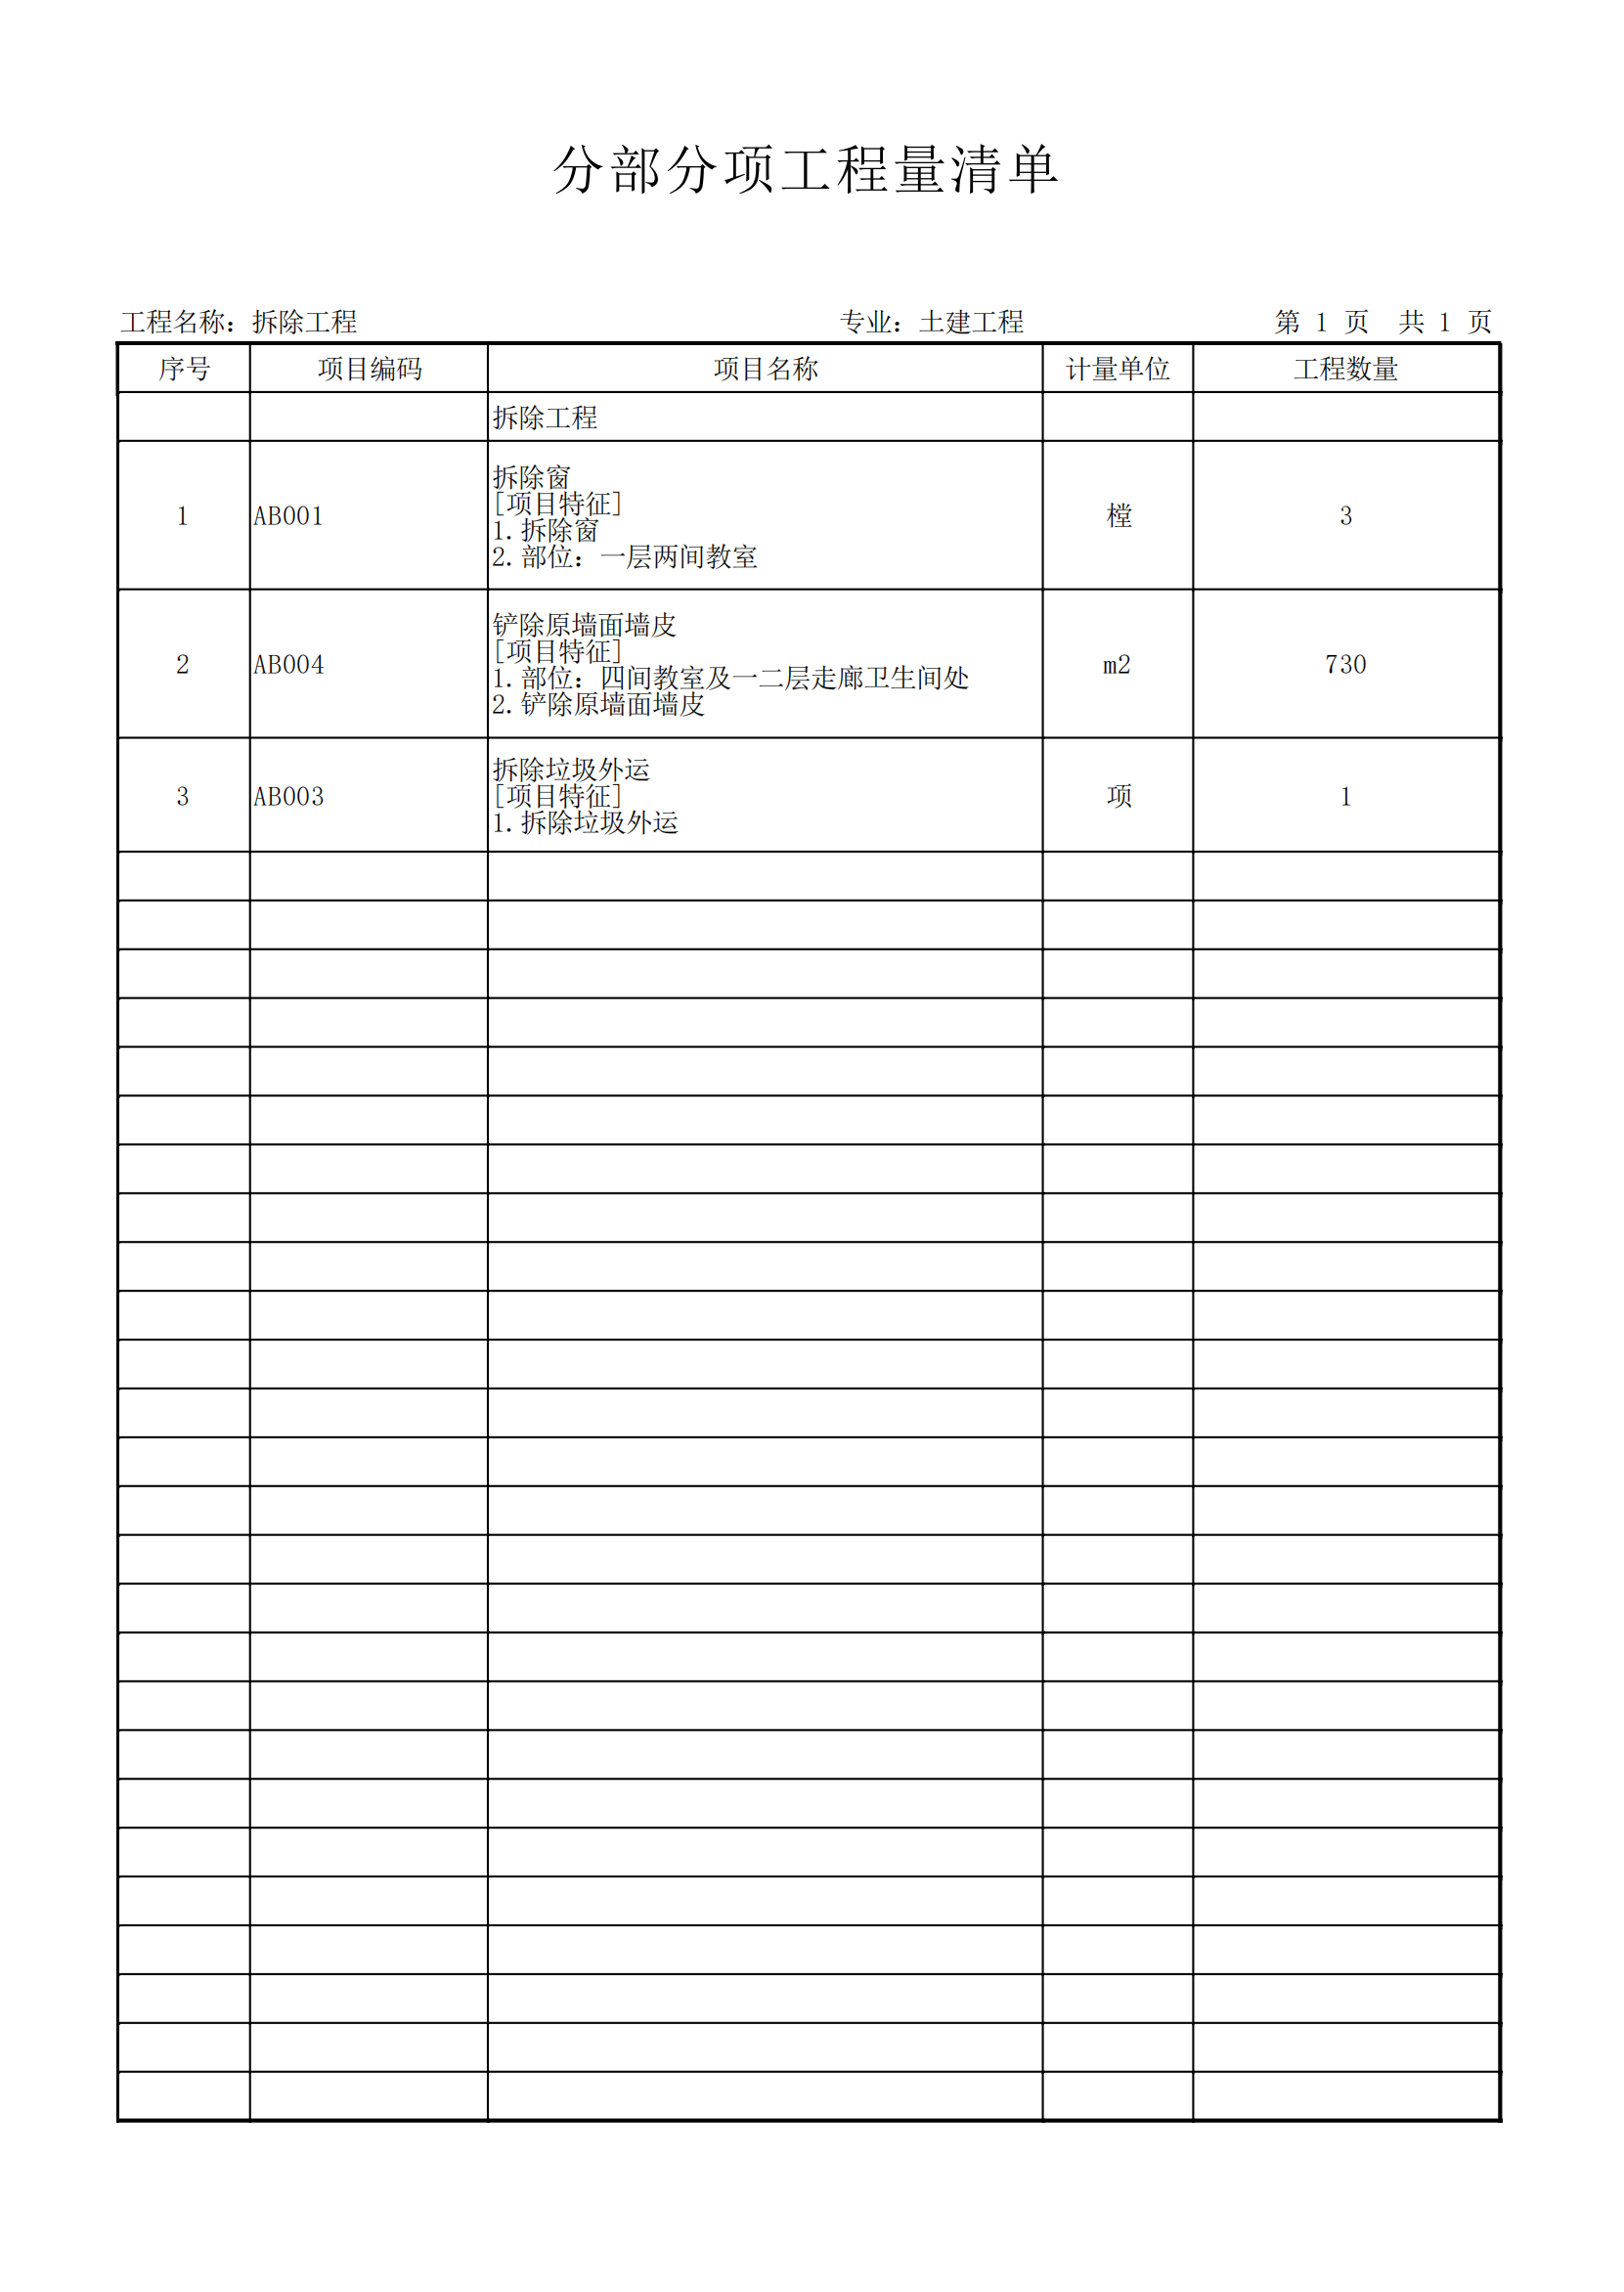 分部分项工程量清单
工程名称：拆除工程 专业：土建工程 第 1 页 共 1 页
序号 项目编码 项目名称 计量单位 工程数量
拆除工程
拆除窗
[项目特征]
1 AB001 樘 3
1.拆除窗
2.部位：一层两间教室
铲除原墙面墙皮
[项目特征]
2 AB004 m2 730
1.部位：四间教室及一二层走廊卫生间处
2.铲除原墙面墙皮
拆除垃圾外运
3 AB003 [项目特征] 项 1
1.拆除垃圾外运